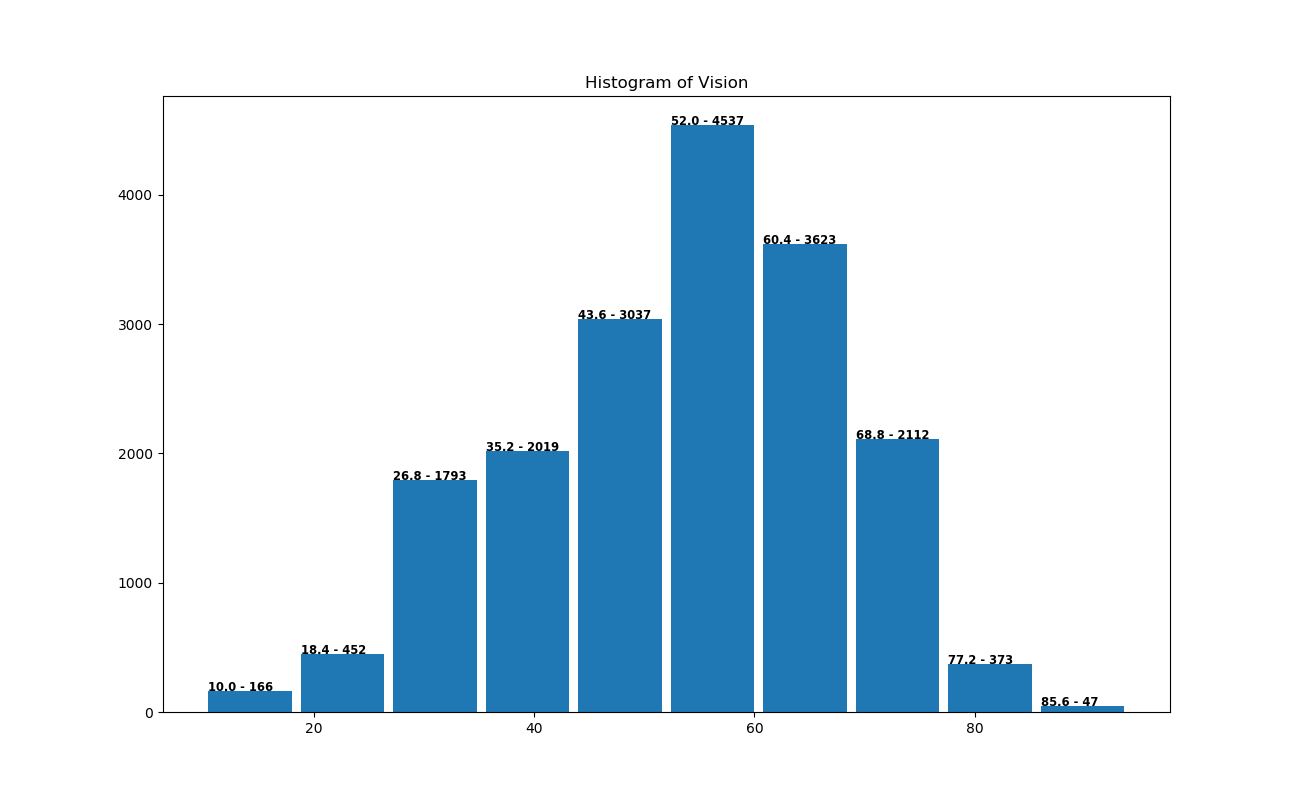 Histogram of Vision
52.0 - 4537
4000
60.4 - 3623
43.6 - 3037
3000
68.8 - 2112
35.2 - 2019
2000
26.8 - 1793
1000
77.2 - 373
18.4 - 452
10.0 - 166
85.6 - 47
0
20 40 60 80